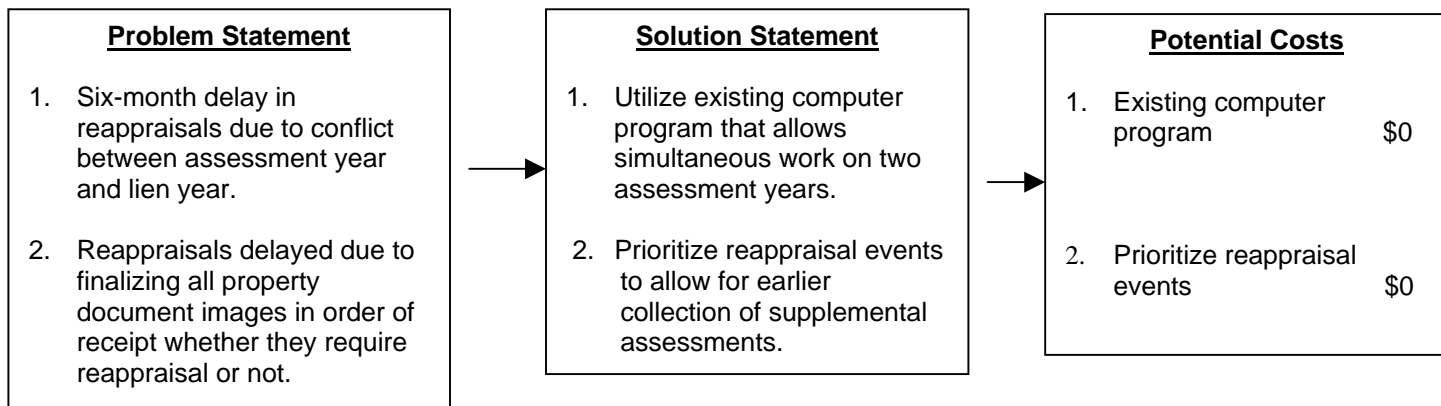 Problem Statement
1. Six-month delay in
reappraisals due to conflict
between assessment year
and lien year.
2. Reappraisals delayed due to
finalizing all property
document images in order of
receipt whether they require
reappraisal or not.
Solution Statement
1. Utilize existing computer
program that allows
simultaneous work on two
assessment years.
2. Prioritize reappraisal events
to allow for earlier
collection of supplemental
assessments.
Potential Costs
1. Existing computer
program $0
2. Prioritize reappraisal
events $0